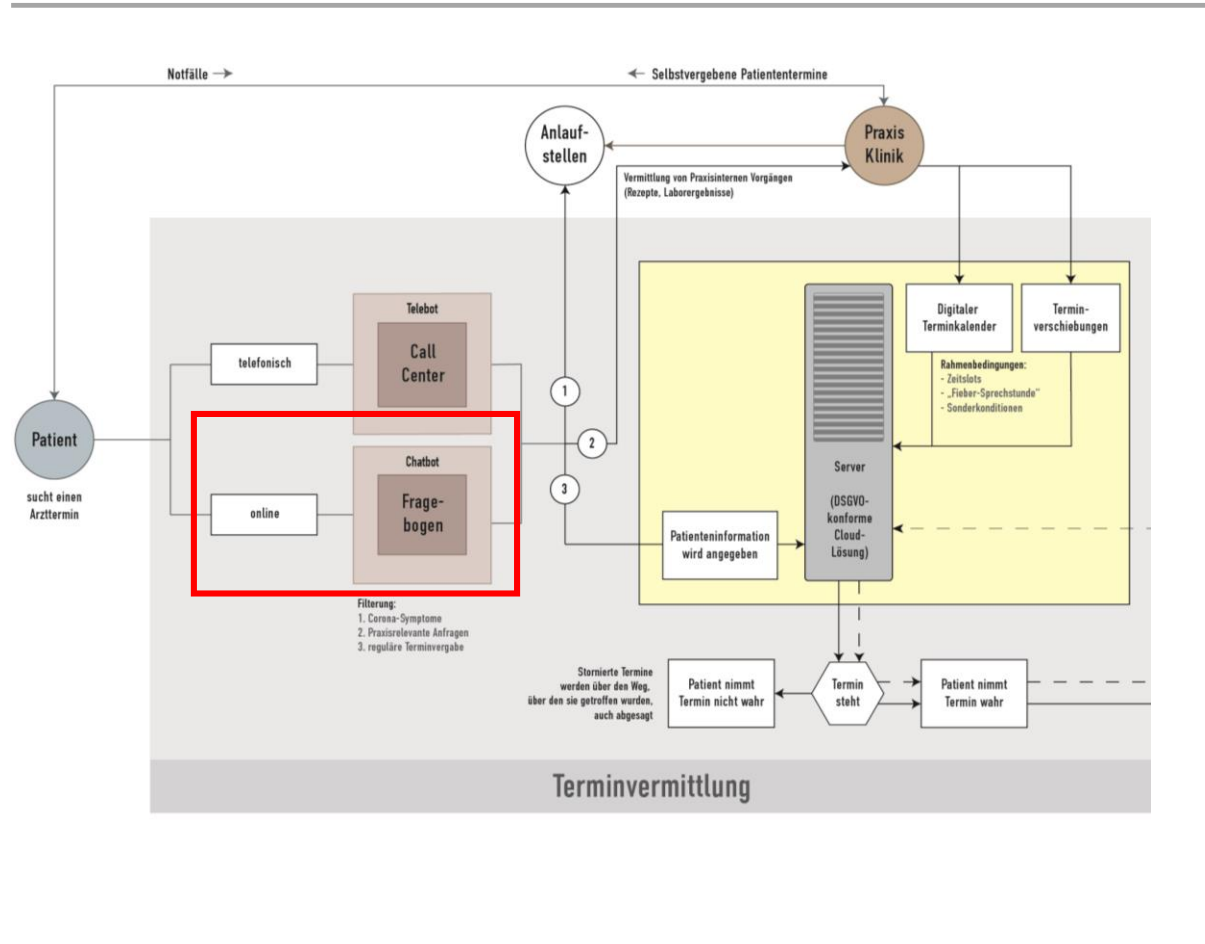 Notfälle →
← Selbstvergebene Patiententermine
Anlauf-
stellen
Praxis
Klinik
Vermittlung von Praxisinternen Vorgängen
(Rezepte, Laborergebnisse)
Telebot
Call
Center
telefonisch
Digitaler
Terminkalender
Termin-
verschiebungen
Rahmenbedingungen:
- Zeitslots
- „Fieber-Sprechstunde“
- Sonderkonditionen
1
2
3
Patient
sucht einen
Arzttermin
online
Chatbot
Frage-
bogen
Server
(DSGVO-
konforme
Cloud-
Lösung)
Patienteninformation
wird angegeben
Filterung:
1. Corona-Symptome
2. Praxisrelevante Anfragen
3. reguläre Terminvergabe
Stornierte Termine
werden über den Weg,
über den sie getroffen wurden,
auch abgesagt
Patient nimmt
Termin nicht wahr
Termin
steht
Patient nimmt
Termin wahr
Terminvermittlung